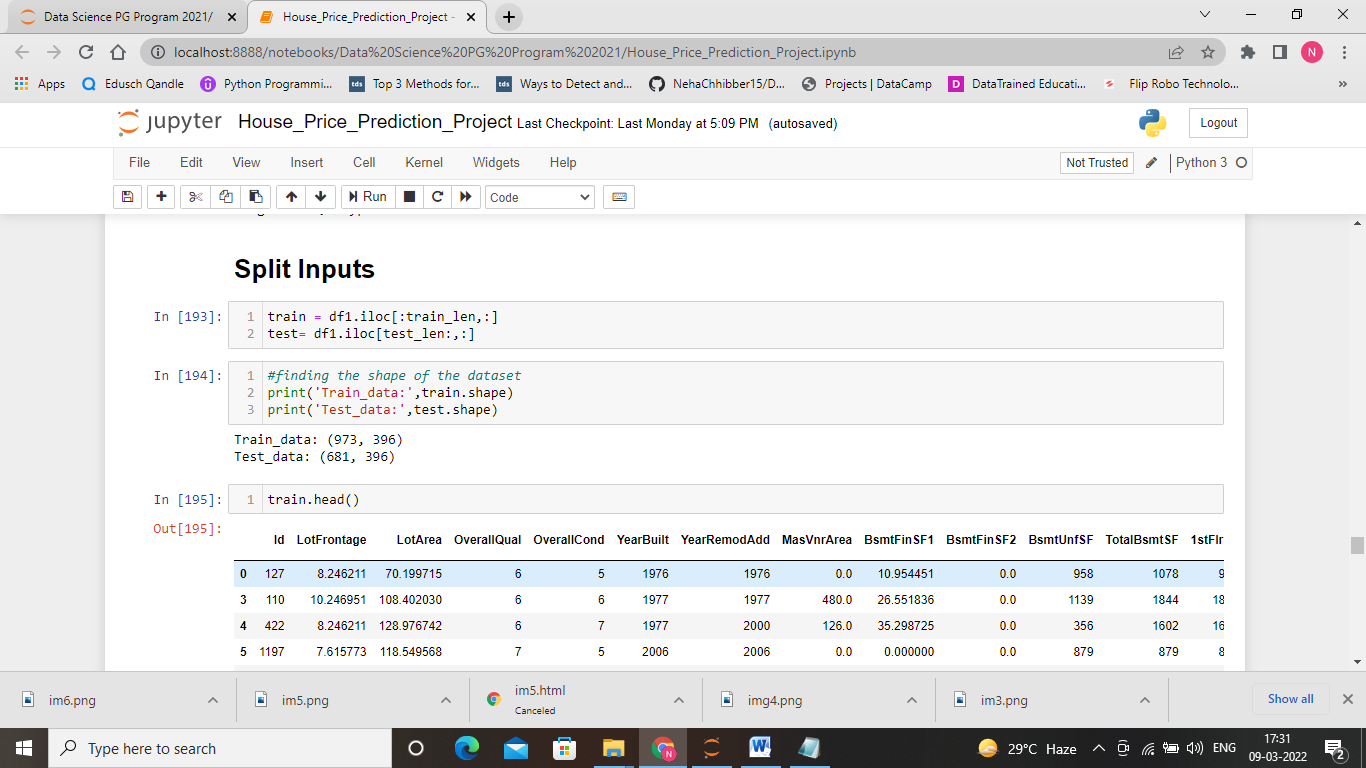 Data Science PG Program 2021/
House_Price_Prediction_Project -
localhost:8888/notebooks/Data%20Science%20PG%20Program%202021/House_Price_Prediction_Project.ipynb
N
Apps Edusch Qandle Python Programmi... tds Top 3 Methods for... tds Ways to Detect and... NehaChhibber15/D... Projects | DataCamp D DataTrained Educati... Flip Robo Technolo... »
jupyter House_Price_Prediction_Project Last Checkpoint: Last Monday at 5:09 PM (autosaved)
Logout
File Edit View Insert Cell Kernel Widgets Help
Not Trusted Python 3
Run Code
Split Inputs
In [193]:
1 train = df1.iloc[:train_len,:]
2 test= df1.iloc[test_len:,:]
In [194]:
1 #finding the shape of the dataset
2 print('Train_data:',train.shape)
3 print('Test_data:',test.shape)
Train_data: (973, 396)
Test_data: (681, 396)
In [195]:
1 train.head()
Out[195]:
Id LotFrontage LotArea OverallQual OverallCond YearBuilt YearRemodAdd MasVnrArea BsmtFinSF1 BsmtFinSF2 BsmtUnfSF TotalBsmtSF 1stFlr
0 127 8.246211 70.199715 6 5 1976 1976 0.0 10.954451 0.0 958 1078 9
3 110 10.246951 108.402030 6 6 1977 1977 480.0 26.551836 0.0 1139 1844 18
4 422 8.246211 128.976742 6 7 1977 2000 126.0 35.298725 0.0 356 1602 16
5 1197 7.615773 118.549568 7 5 2006 2006 0.0 0.000000 0.0 879 879 8
im6.png
im5.png
im5.html
Canceled
img4.png
im3.png
Show all
Type here to search
N
W
29°C Haze
ENG
17:31
09-03-2022
2